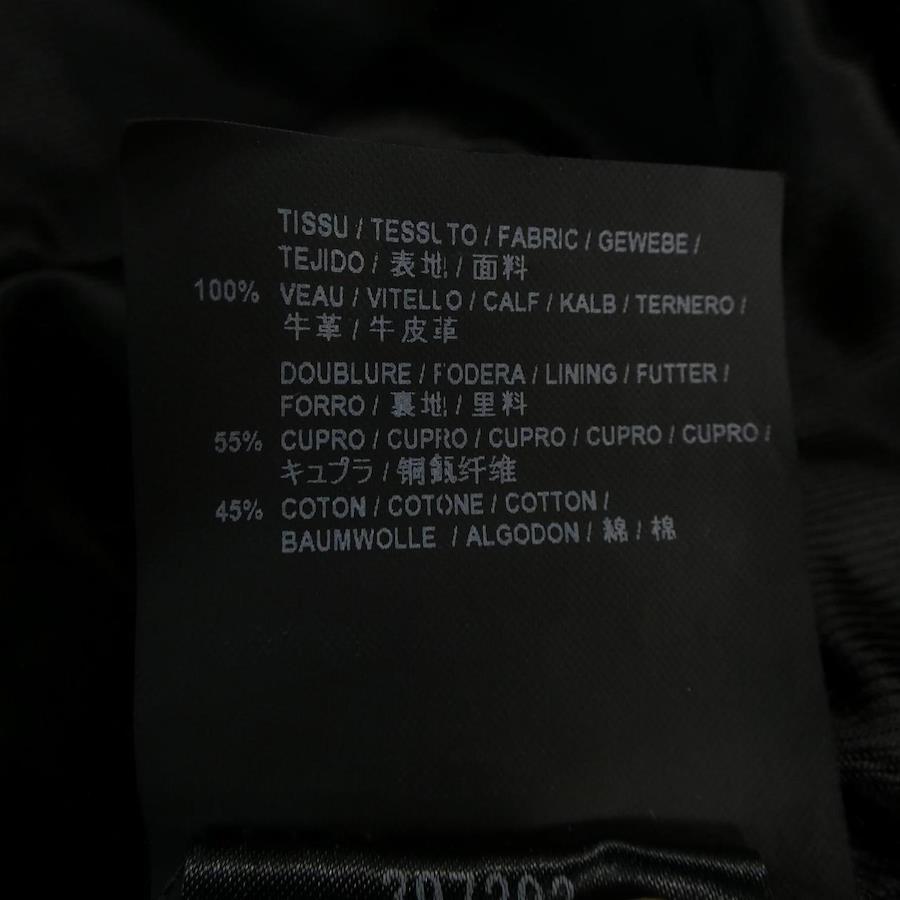 TISSU / TESSUTO / FABRIC / GEWEBE /
TEJIDO / 表地 / 面料
100% VEAU / VITELLO / CALF / KALB / TERNERO /
牛革 / 牛皮革
DOUBLURE / FODERA / LINING / FUTTER /
FORRO / 裏地 / 里料
55% CUPRO / CUPRO / CUPRO / CUPRO / CUPRO /
キュプラ / 铜氨纤维
45% COTON / COTONE / COTTON /
BAUMWOLLE / ALGODON / 綿 / 棉